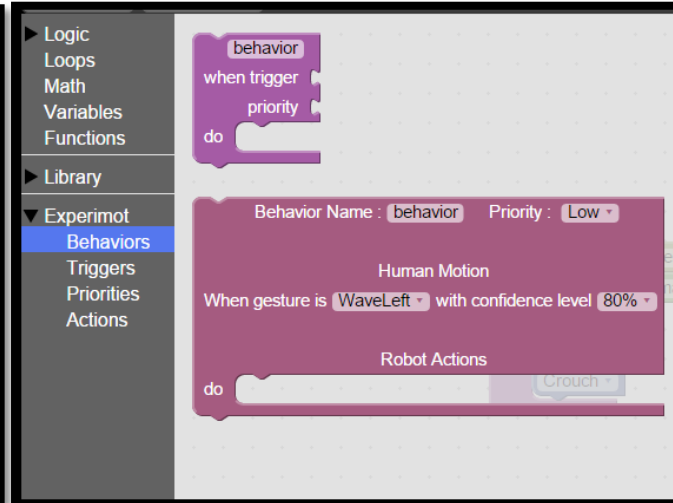 Logic
Loops
Math
Variables
Functions
Library
Experimot
Behaviors
Triggers
Priorities
Actions
behavior
when trigger
priority
do
Behavior Name : behavior Priority : Low
Human Motion
When gesture is WaveLeft with confidence level 80%
Robot Actions
Crouch
do